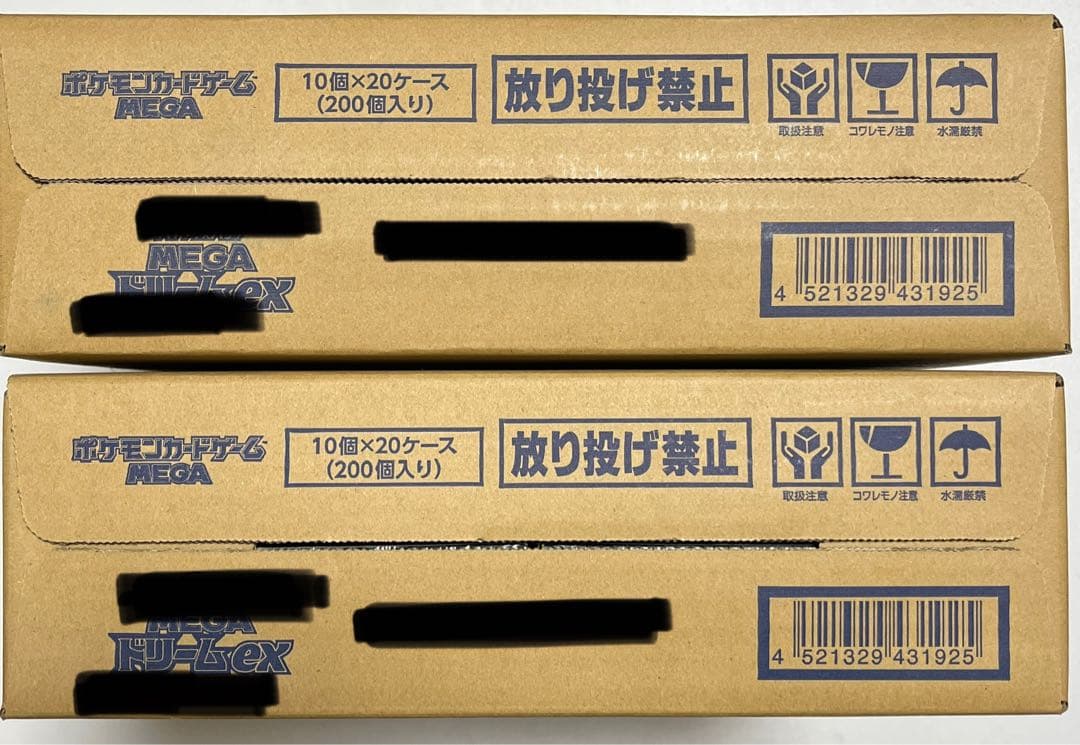 ポケモンカードゲーム
MEGA
10個×20ケース
(200個入り)
放り投げ禁止
取扱注意
コワレモノ注意
水濡厳禁
MEGA
ドリームex
4 521329 431925
ポケモンカードゲーム
MEGA
10個×20ケース
(200個入り)
放り投げ禁止
取扱注意
コワレモノ注意
水濡厳禁
MEGA
ドリームex
4 521329 431925